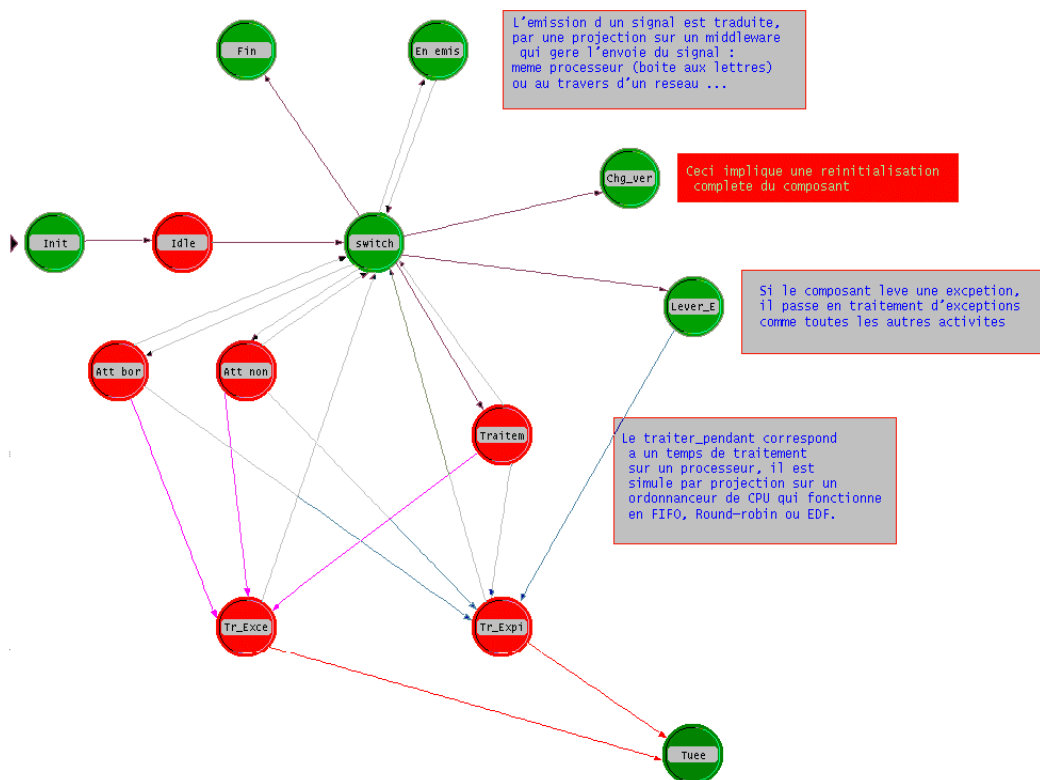 Fin
En emis
L'emission d un signal est traduite,
par une projection sur un middleware
qui gere l'envoie du signal :
meme processeur (boite aux lettres)
ou au travers d'un reseau ...
Chg_ver
Ceci implique une reinitialisation
complete du composant
Init
Idle
switch
Lever_E
Si le composant leve une excpetion,
il passe en traitement d'exceptions
comme toutes les autres activites
Att bor
Att non
Traitem
Le traiter_pendant correspond
a un temps de traitement
sur un processeur, il est
simule par projection sur un
ordonnanceur de CPU qui fonctionne
en FIFO, Round-robin ou EDF.
Tr_Exce
Tr_Expi
Tuee